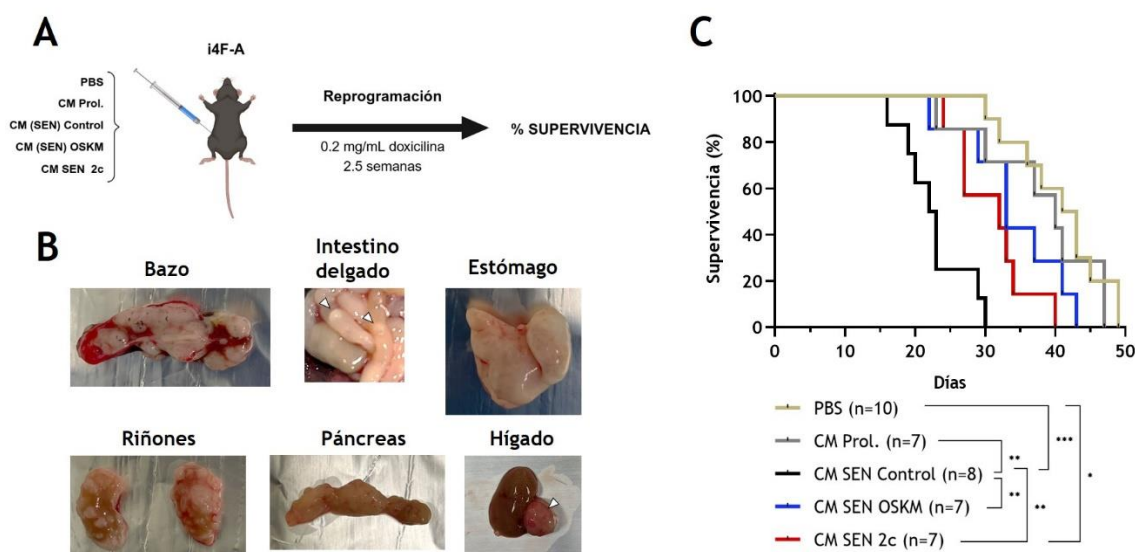 A
i4F-A
PBS
CM Prol.
CM (SEN) Control
CM (SEN) OSKM
CM SEN 2c
Reprogramación
0.2 mg/mL doxicilina
2.5 semanas
% SUPERVIVENCIA
B
Bazo
Intestino
delgado
Estómago
Riñones
Páncreas
Hígado
C
Supervivencia (%)
100
80
60
40
20
0
0
10
20
30
40
50
Días
PBS (n=10)
CM Prol. (n=7)
CM SEN Control (n=8)
CM SEN OSKM (n=7)
CM SEN 2c (n=7)
**
**
**
***
*